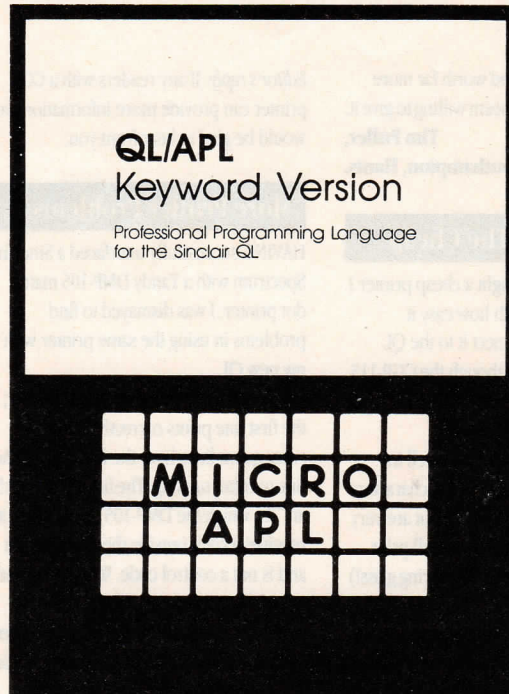 QL/APL
Keyword Version
Professional Programming Language
for the Sinclair QL
MICRO
APL